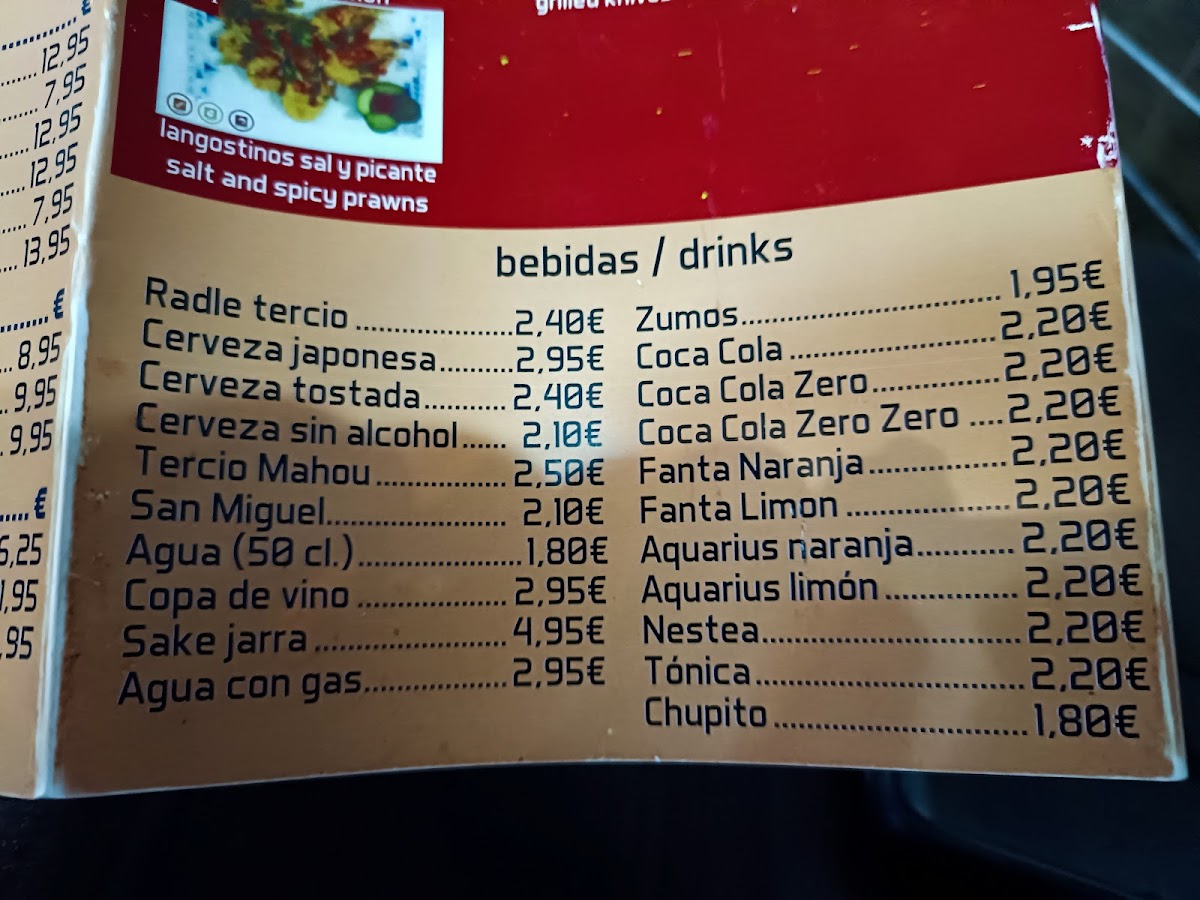 €
12,95
7,95
12,95
12,95
7,95
13,95
€
8,95
9,95
9,95
€
6,25
,95
,95
grilled knives
langostinos sal y picante
salt and spicy prawns
bebidas / drinks
Radle tercio ................... 2,40€
Cerveza japonesa.......... 2,95€
Cerveza tostada........... 2,40€
Cerveza sin alcohol...... 2,10€
Tercio Mahou ................ 2,50€
San Miguel...................... 2,10€
Agua (50 cl.).................... 1,80€
Copa de vino .................. 2,95€
Sake jarra ....................... 4,95€
Agua con gas................. 2,95€
Zumos................................ 1,95€
Coca Cola .......................... 2,20€
Coca Cola Zero............... 2,20€
Coca Cola Zero Zero .... 2,20€
Fanta Naranja................ 2,20€
Fanta Limon ................... 2,20€
Aquarius naranja........... 2,20€
Aquarius limón ............... 2,20€
Nestea............................... 2,20€
Tónica................................ 2,20€
Chupito .............................. 1,80€